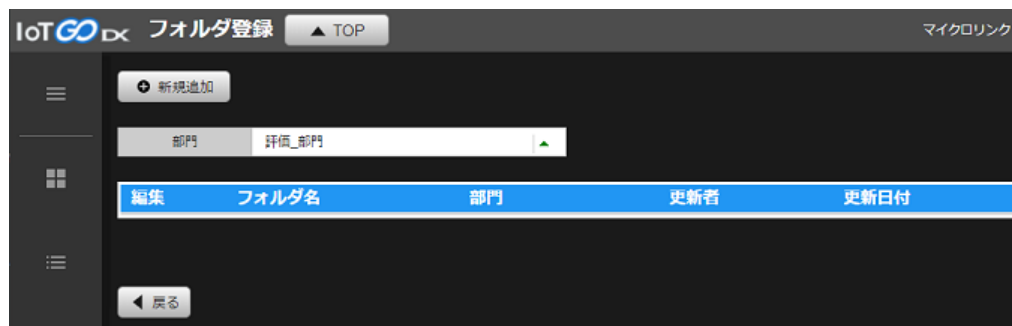 IoT GO DX フォルダ登録 ▲ TOP マイクロリンク
新規追加
部門 評価_部門
編集 フォルダ名 部門 更新者 更新日付
戻る